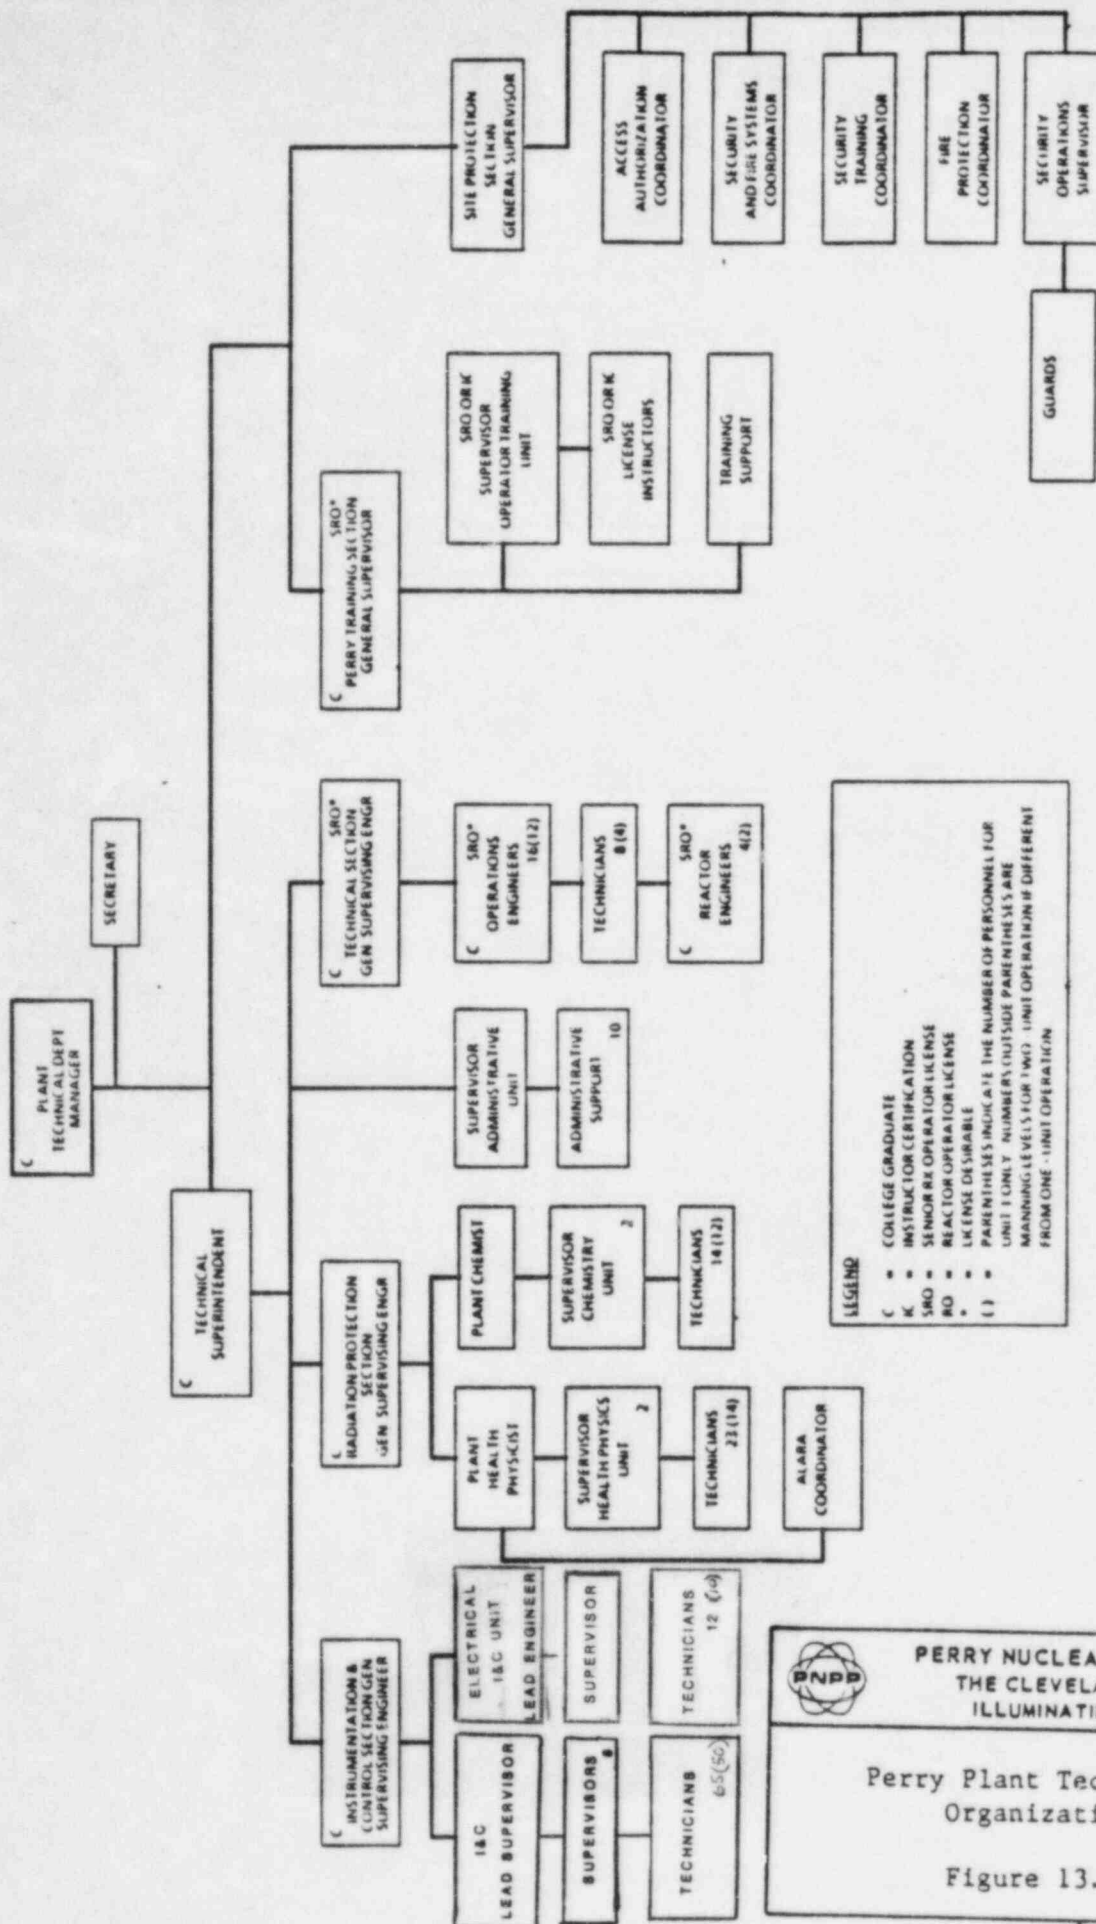 C
PLANT
TECHNICAL DEPT
MANAGER
SECRETARY
C
TECHNICAL
SUPERINTENDENT
C
INSTRUMENTATION &
CONTROL SECTION GEN
SUPERVISING ENGINEER
I&C
LEAD SUPERVISOR
SUPERVISORS
8
TECHNICIANS
65(50)
ELECTRICAL
I&C UNIT
LEAD ENGINEER
SUPERVISOR
TECHNICIANS
12 (10)
C
RADIATION PROTECTION
SECTION
GEN SUPERVISING ENGR
PLANT
HEALTH
PHYSICIST
SUPERVISOR
HEALTH PHYSICS
UNIT
2
TECHNICIANS
23 (14)
ALARA
COORDINATOR
PLANT CHEMIST
SUPERVISOR
CHEMISTRY
UNIT
2
TECHNICIANS
14 (12)
SUPERVISOR
ADMINISTRATIVE
UNIT
ADMINISTRATIVE
SUPPORT
10
C SRO*
TECHNICAL SECTION
GEN SUPERVISING ENGR
C SRO*
OPERATIONS
ENGINEERS
16(12)
TECHNICIANS
8 (4)
C SRO*
REACTOR
ENGINEERS
4(2)
C SRO*
PERRY TRAINING SECTION
GENERAL SUPERVISOR
SRO OR IC
SUPERVISOR
OPERATOR TRAINING
UNIT
SRO OR IC
LICENSE
INSTRUCTORS
TRAINING
SUPPORT
SITE PROTECTION
SECTION
GENERAL SUPERVISOR
ACCESS
AUTHORIZATION
COORDINATOR
SECURITY
AND FIRE SYSTEMS
COORDINATOR
SECURITY
TRAINING
COORDINATOR
FIRE
PROTECTION
COORDINATOR
SECURITY
OPERATIONS
SUPERVISOR
GUARDS
LEGEND
C = COLLEGE GRADUATE
IC = INSTRUCTOR CERTIFICATION
SRO = SENIOR RX OPERATOR LICENSE
RO = REACTOR OPERATOR LICENSE
* = LICENSE DESIRABLE
( ) = PARENTHESES INDICATE THE NUMBER OF PERSONNEL FOR
UNIT 1 ONLY NUMBERS OUTSIDE PARENTHESES ARE
MANNING LEVELS FOR TWO-UNIT OPERATION IF DIFFERENT
FROM ONE-UNIT OPERATION
PNPP
PERRY NUCLEA
THE CLEVELA
ILLUMINATI
Perry Plant Tec
Organizati
Figure 13.